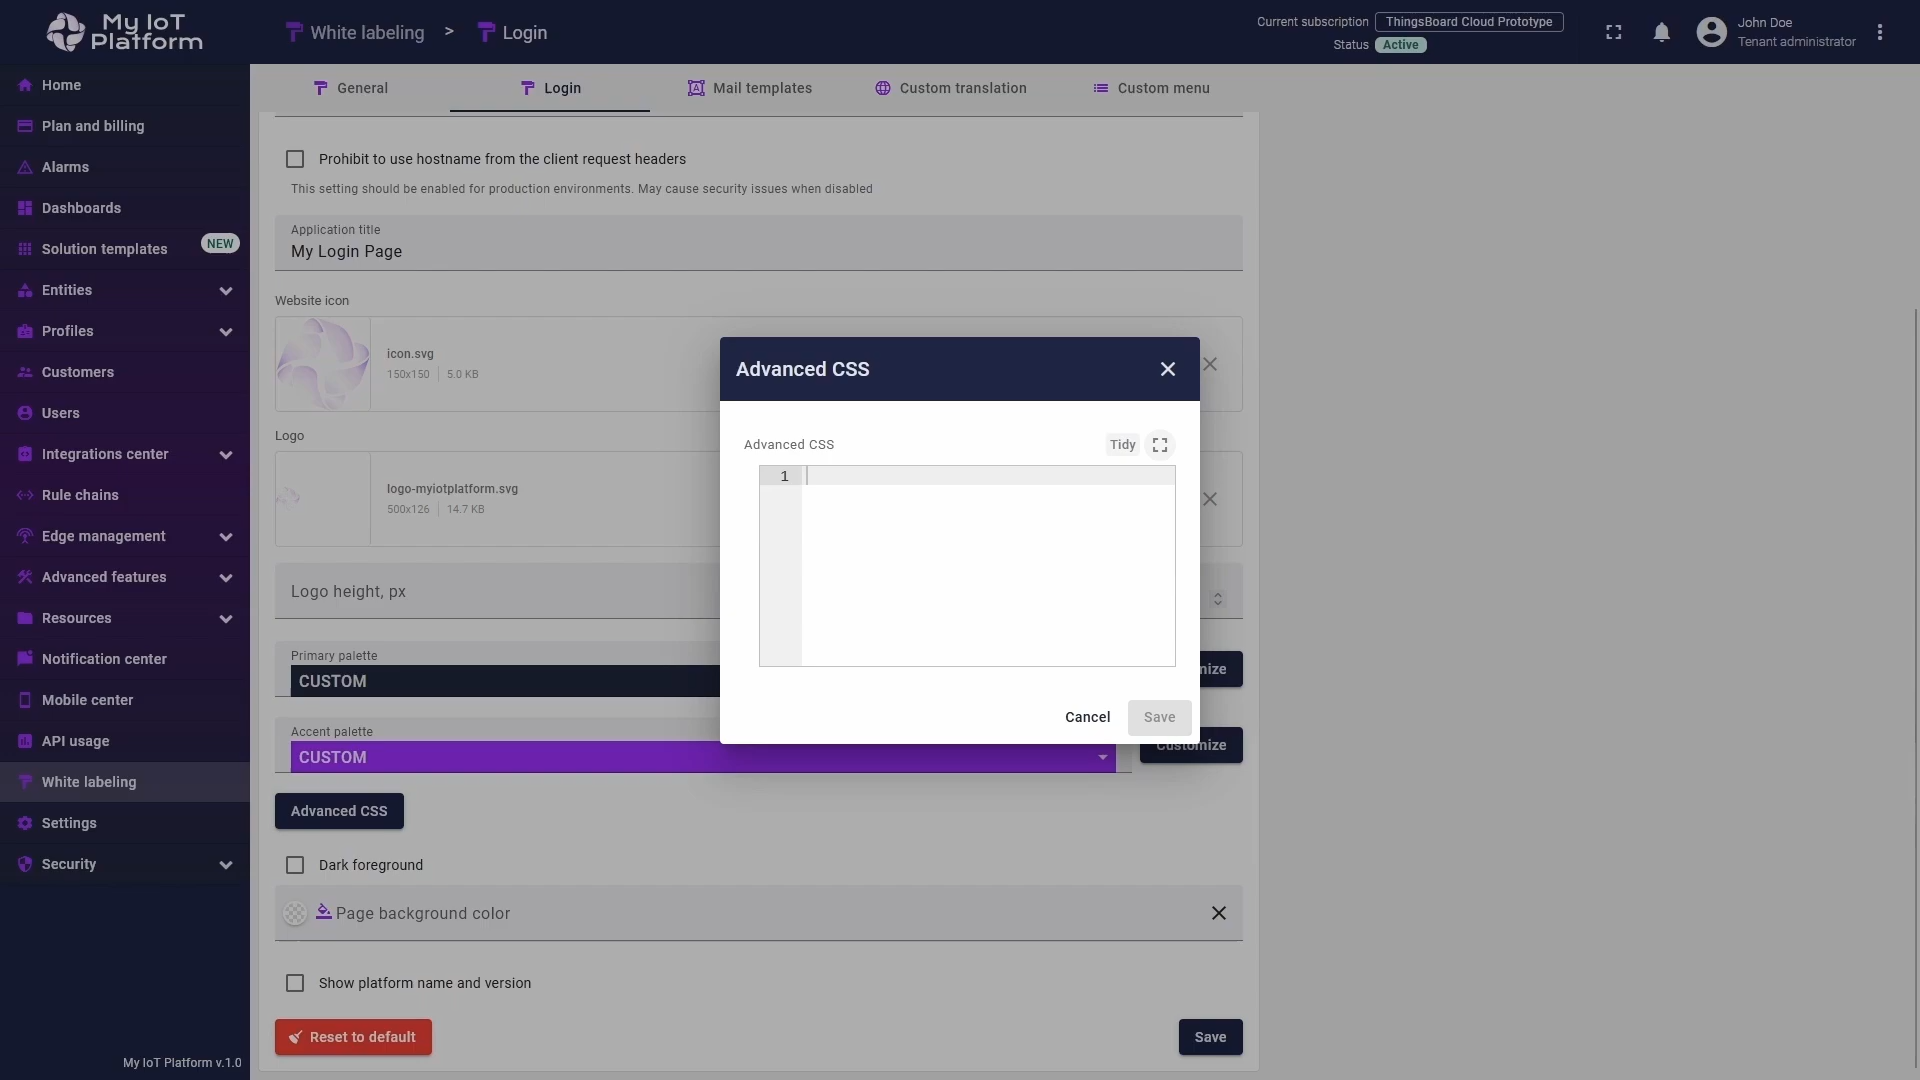 My IoT
Platform
White labeling > Login
Current subscription ThingsBoard Cloud Prototype
Status Active
John Doe
Tenant administrator
Home
Plan and billing
Alarms
Dashboards
Solution templates NEW
Entities
Profiles
Customers
Users
Integrations center
Rule chains
Edge management
Advanced features
Resources
Notification center
Mobile center
API usage
White labeling
Settings
Security
My IoT Platform v.1.0
General
Login
Mail templates
Custom translation
Custom menu
Prohibit to use hostname from the client request headers
This setting should be enabled for production environments. May cause security issues when disabled
Application title
My Login Page
Website icon
icon.svg
150x150 5.0 KB
Logo
logo-myiotplatform.svg
500x126 14.7 KB
Logo height, px
Primary palette
CUSTOM
nize
Accent palette
CUSTOM
Customize
Advanced CSS
Dark foreground
Page background color
Show platform name and version
Reset to default
Save
Advanced CSS
Advanced CSS
Tidy
1
Cancel
Save